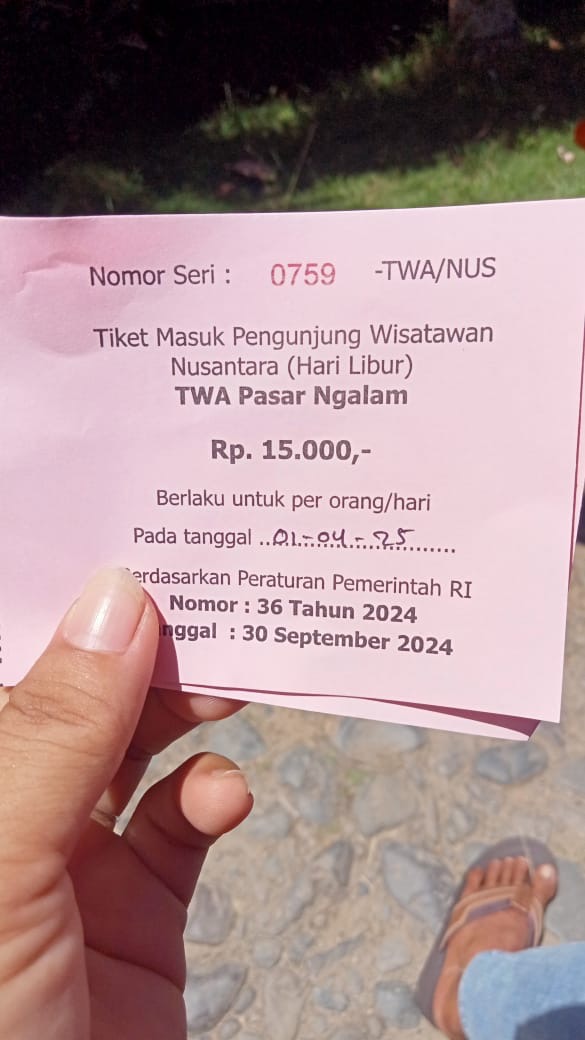 Nomor Seri : 0759 -TWA/NUS
Tiket Masuk Pengunjung Wisatawan
Nusantara (Hari Libur)
TWA Pasar Ngalam
Rp. 15.000,-
Berlaku untuk per orang/hari
Pada tanggal ..01-04-25..........
erdasarkan Peraturan Pemerintah RI
Nomor : 36 Tahun 2024
nggal : 30 September 2024